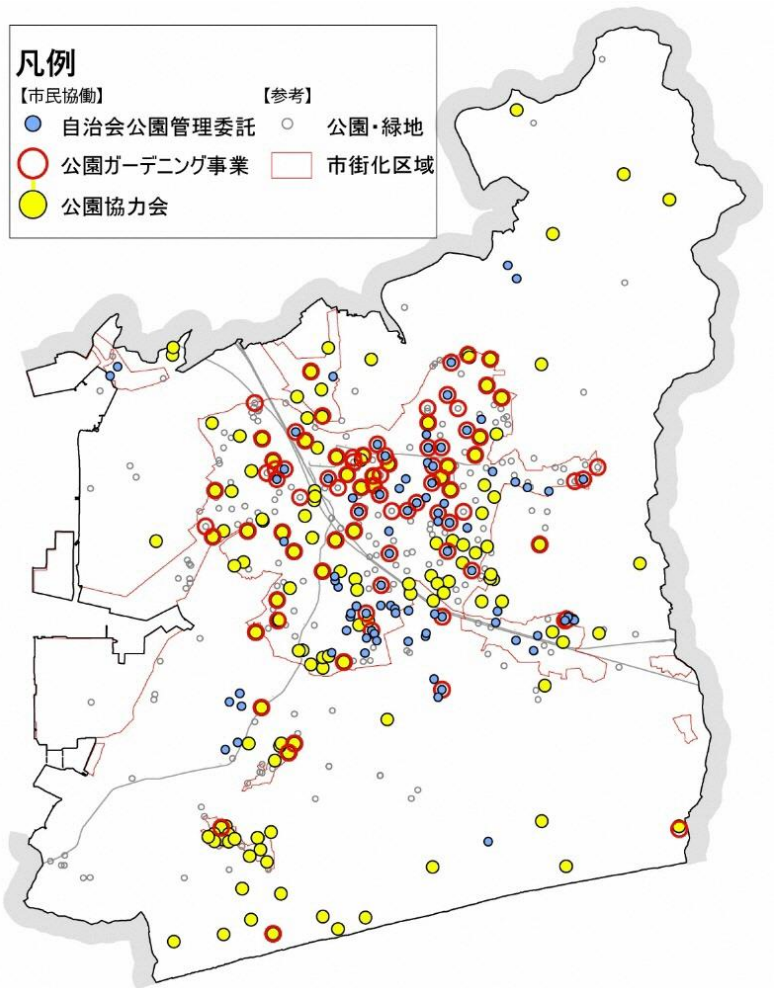 凡例
【市民協働】 【参考】
自治会公園管理委託 公園・緑地
公園ガーデニング事業 市街化区域
公園協力会